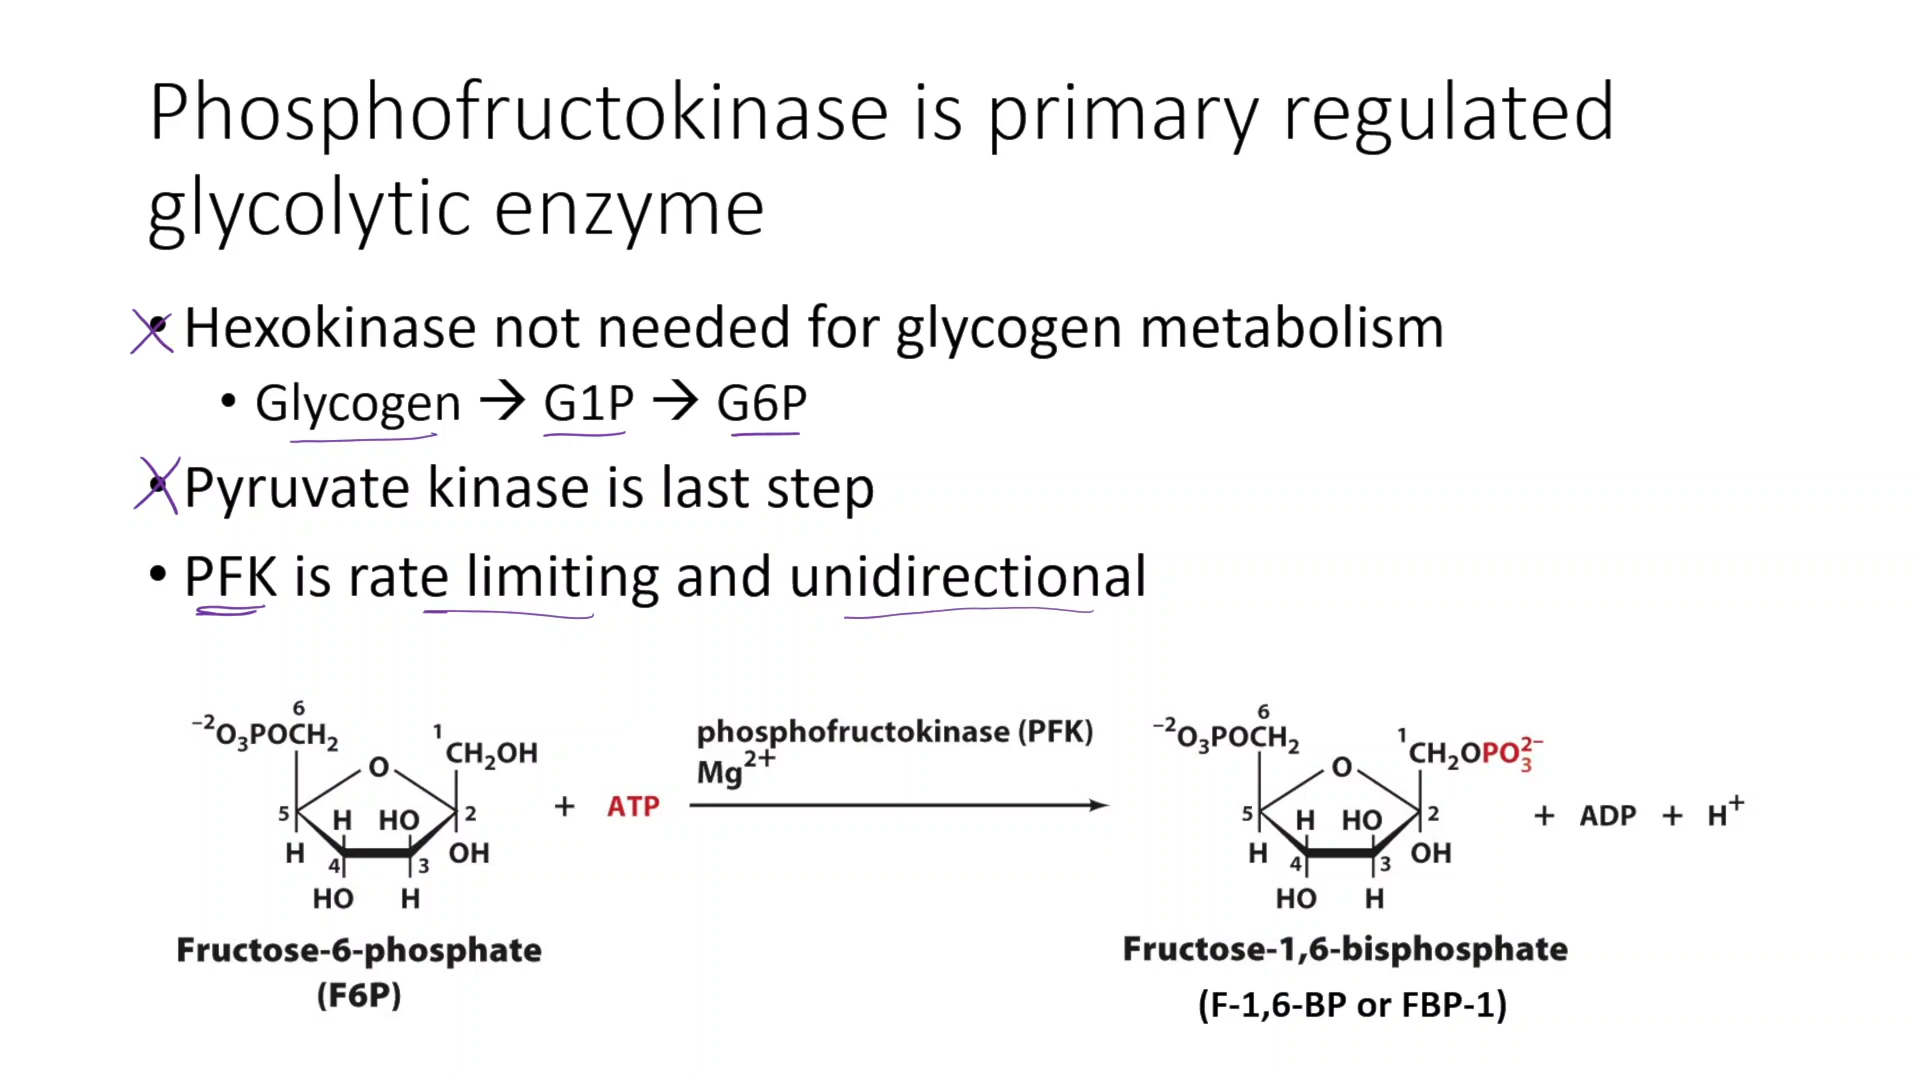 Phosphofructokinase is primary regulated
glycolytic enzyme
• Hexokinase not needed for glycogen metabolism
• Glycogen → G1P → G6P
• Pyruvate kinase is last step
• PFK is rate limiting and unidirectional
6
⁻²O₃POCH₂
1
CH₂OH
O
5
H
HO
2
H
4
3
OH
HO
H
Fructose-6-phosphate
(F6P)
+ ATP
phosphofructokinase (PFK)
Mg²⁺
6
⁻²O₃POCH₂
1
CH₂OPO₃²⁻
O
5
H
HO
2
H
4
3
OH
HO
H
Fructose-1,6-bisphosphate
(F-1,6-BP or FBP-1)
+ ADP + H⁺